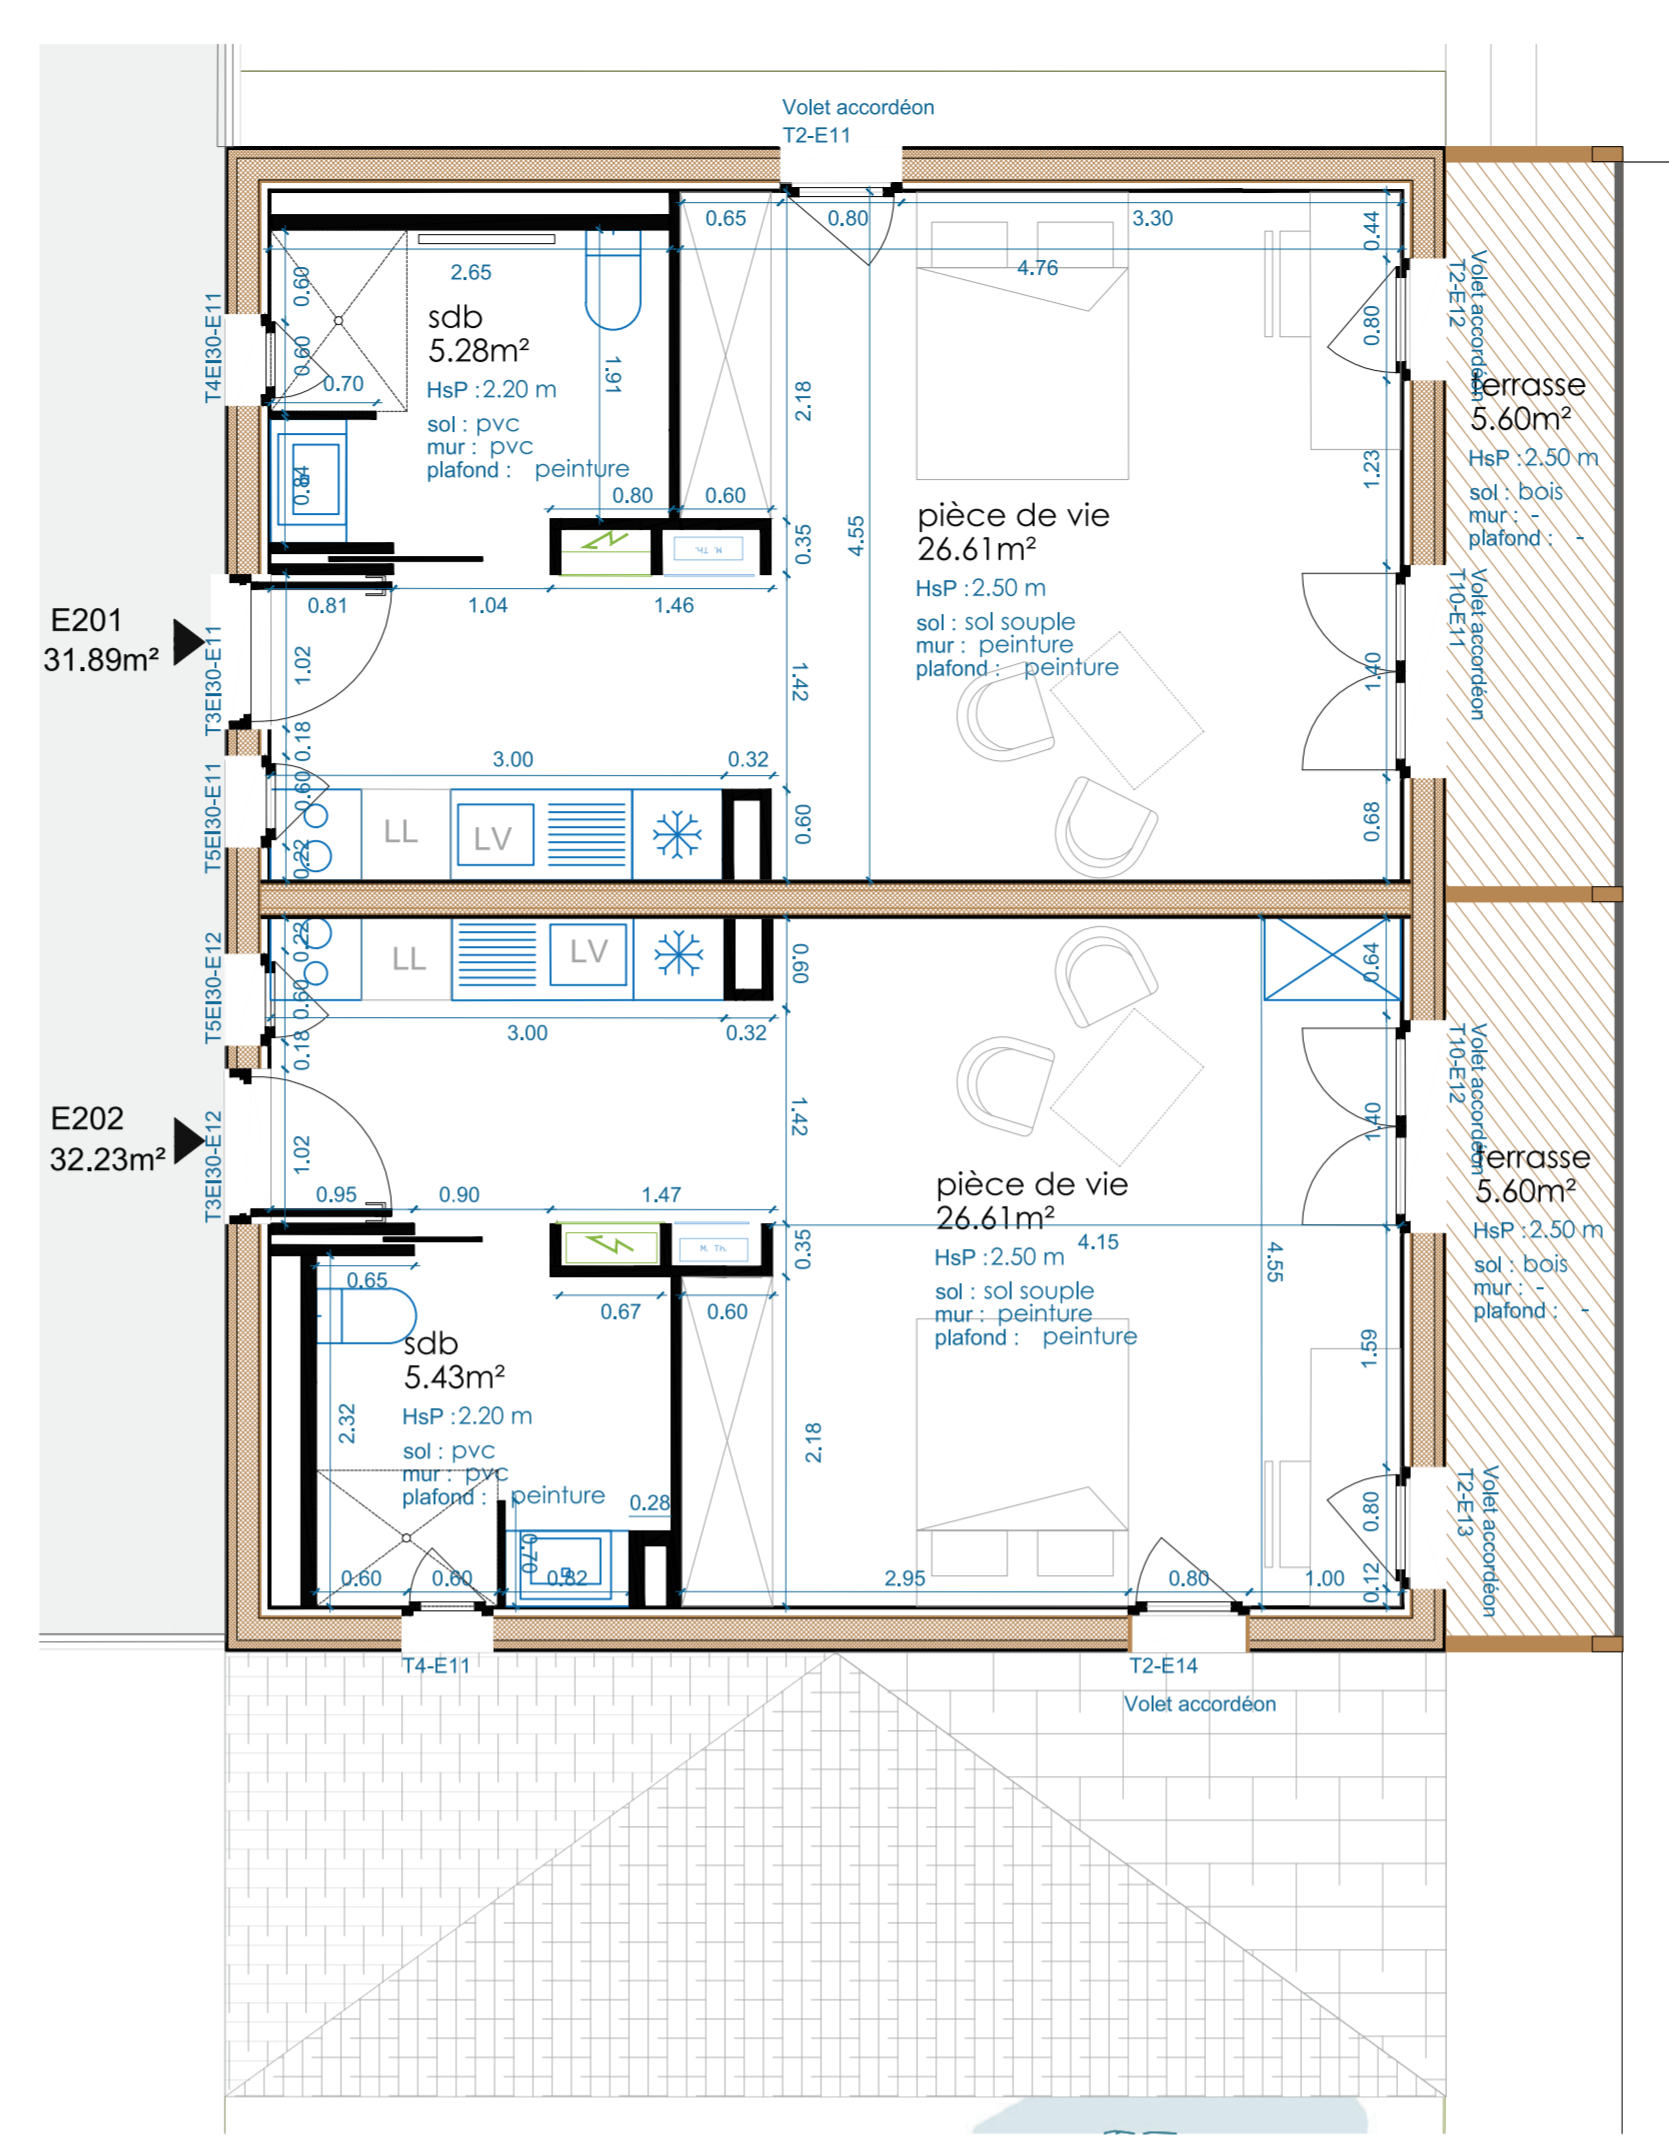 Volet accordéon
T2-E11
0.65
0.80
3.30
0.44
2.65
4.76
0.60
sdb
5.28m²
HsP : 2.20 m
sol : pvc
mur : pvc
plafond : peinture
T4EI30-E11
0.60
0.70
1.91
2.18
0.80
T2-E12
Volet accordéon
terrasse
5.60m²
HsP : 2.50 m
sol : bois
mur : -
plafond : -
0.84
0.80
0.60
1.23
4.55
0.35
M. Th.
pièce de vie
26.61m²
HsP : 2.50 m
sol : sol souple
mur : peinture
plafond : peinture
T10-E11
Volet accordéon
E201
31.89m²
T3EI30-E11
0.81
1.04
1.46
1.02
1.42
1.40
0.18
3.00
0.32
T5EI30-E11
0.60
LL
LV
0.60
0.68
0.22
0.22
LL
LV
0.60
0.64
T5EI30-E12
0.60
3.00
0.32
0.18
T10-E12
Volet accordéon
E202
32.23m²
T3EI30-E12
1.02
1.42
1.40
0.95
0.90
1.47
pièce de vie
26.61m²
HsP : 2.50 m
4.15
sol : sol souple
mur : peinture
plafond : peinture
terrasse
5.60m²
HsP : 2.50 m
sol : bois
mur : -
plafond : -
M. Th.
0.35
4.55
0.65
0.67
0.60
sdb
5.43m²
HsP : 2.20 m
sol : pvc
mur : pvc
plafond : peinture
2.32
2.18
1.59
0.28
0.70
0.80
T2-E13
Volet accordéon
0.60
0.60
0.82
2.95
0.80
1.00
0.12
T4-E11
T2-E14
Volet accordéon